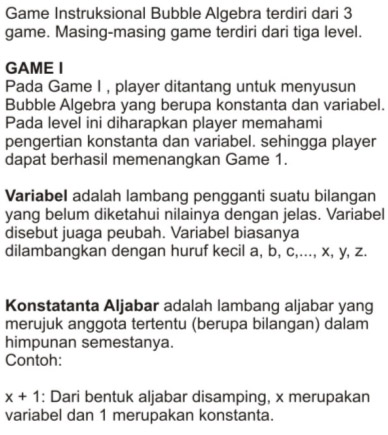 Game Instruksional Bubble Algebra terdiri dari 3
game. Masing-masing game terdiri dari tiga level.
GAME I
Pada Game I , player ditantang untuk menyusun
Bubble Algebra yang berupa konstanta dan variabel.
Pada level ini diharapkan player memahami
pengertian konstanta dan variabel. sehingga player
dapat berhasil memenangkan Game 1.
Variabel adalah lambang pengganti suatu bilangan
yang belum diketahui nilainya dengan jelas. Variabel
disebut juaga peubah. Variabel biasanya
dilambangkan dengan huruf kecil a, b, c,..., x, y, z.
Konstatanta Aljabar adalah lambang aljabar yang
merujuk anggota tertentu (berupa bilangan) dalam
himpunan semestanya.
Contoh:
x + 1: Dari bentuk aljabar disamping, x merupakan
variabel dan 1 merupakan konstanta.